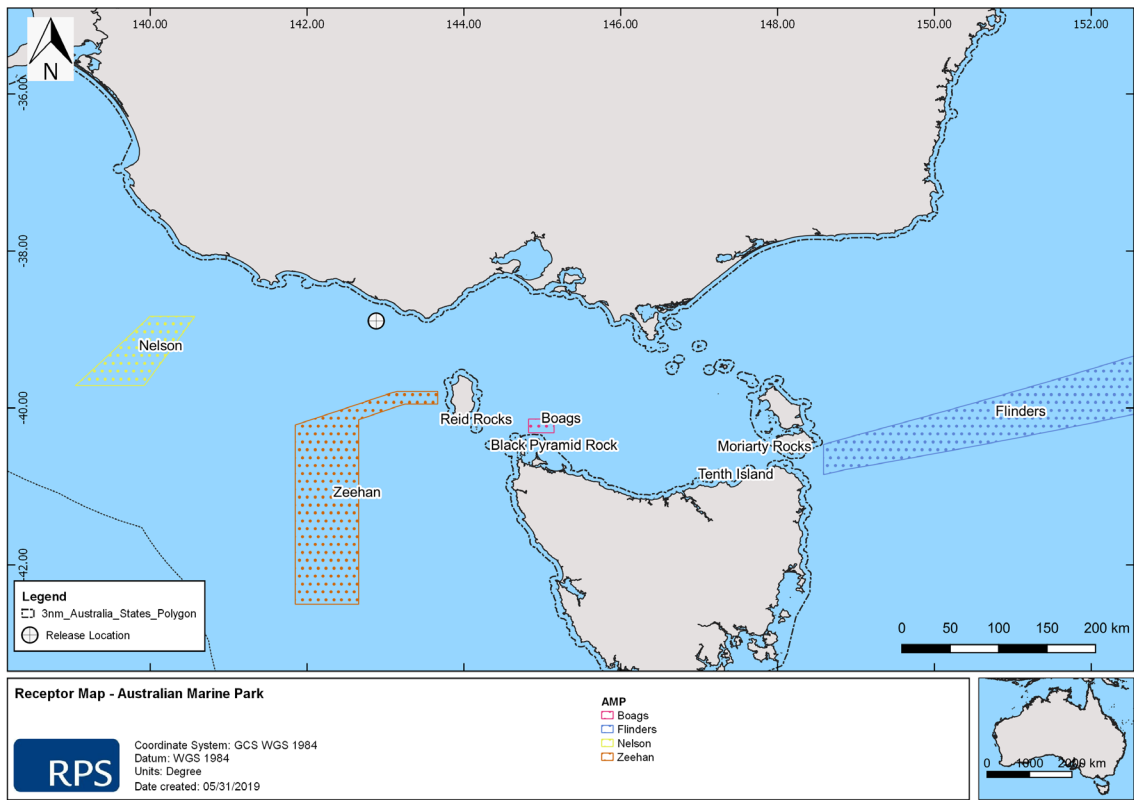 140.00 142.00 144.00 146.00 148.00 150.00 152.00
N
-36.00
-38.00
-40.00
-42.00
Nelson
Reid Rocks
Boags
Black Pyramid Rock
Flinders
Moriarty Rocks
Tenth Island
Zeehan
Legend
3nm_Australia_States_Polygon
Release Location
0 50 100 150 200 km
Receptor Map - Australian Marine Park
AMP
Boags
Flinders
Nelson
Zeehan
RPS
Coordinate System: GCS WGS 1984
Datum: WGS 1984
Units: Degree
Date created: 05/31/2019
0 1000 2000 km